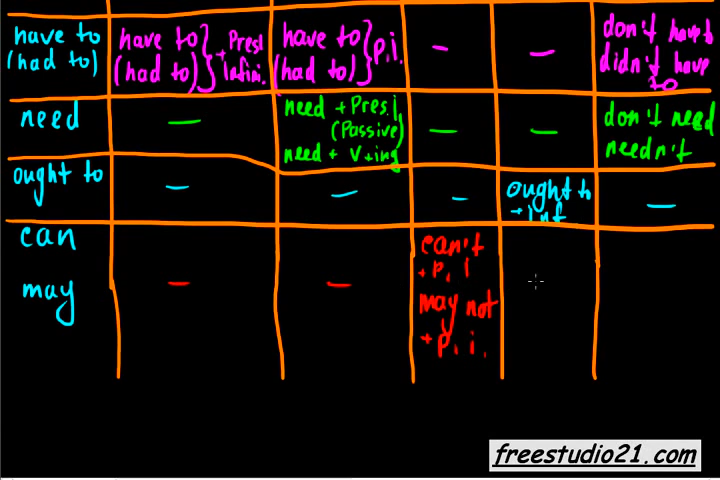 have to
(had to)
have to
(had to)
+ Pres.
Infini.
have to
(had to)
P.i.
-
-
don't have to
didn't have
to
need
-
need + Pres. i
(Passive)
need + V+ing
-
-
don't need
needn't
ought to
-
-
-
ought to
+ inf
-
can
may
-
-
can't
+ P. i
may not
+ P. i.
freestudio21.com